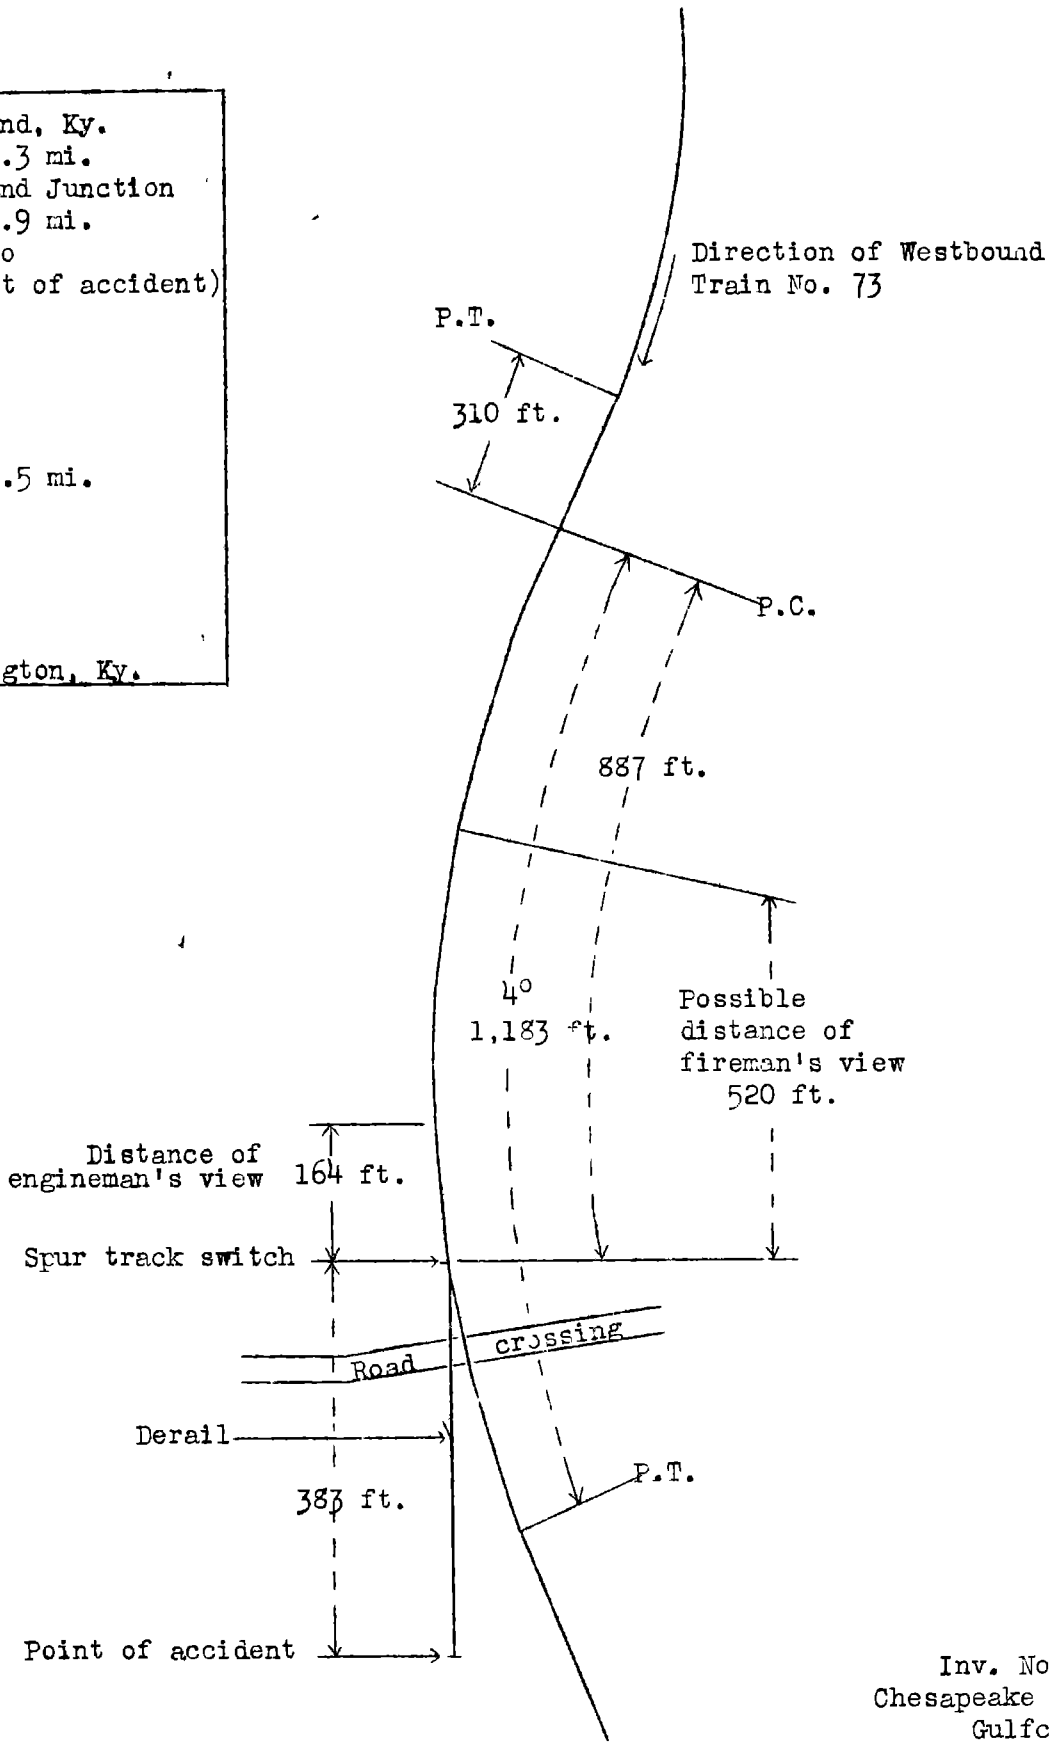 nd, Ky.
.3 mi.
nd Junction
.9 mi.
o
t of accident)
.5 mi.
gton, Ky.
Direction of Westbound
Train No. 73
P.T.
310 ft.
P.C.
887 ft.
4°
1,183 ft.
Possible
distance of
fireman's view
520 ft.
Distance of
engineman's view
164 ft.
Spur track switch
Road crossing
Derail
383 ft.
P.T.
Point of accident
Inv. No
Chesapeake
Gulfc